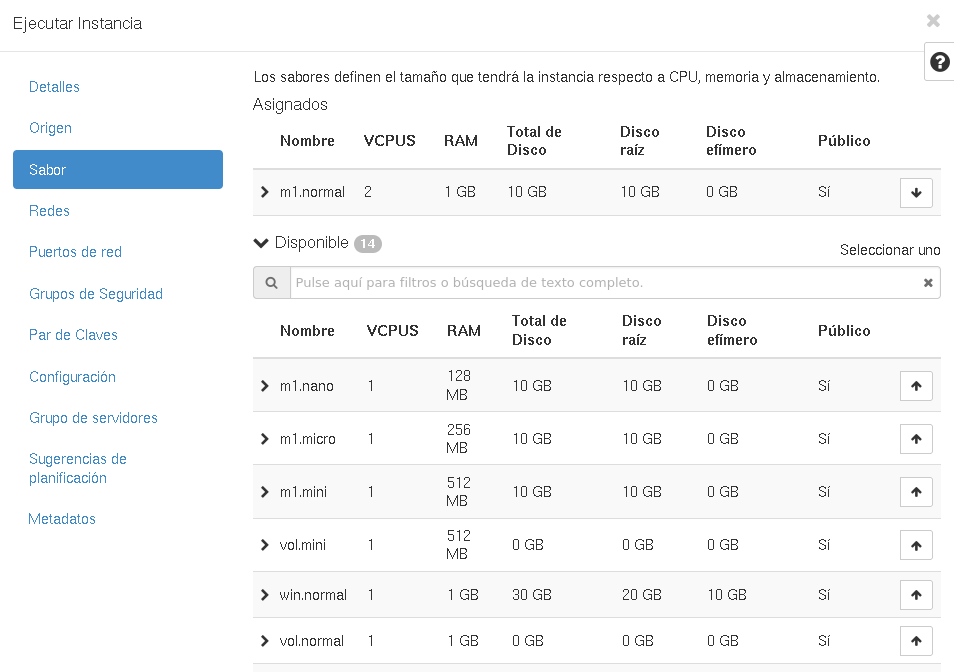 Ejecutar Instancia
Detalles
Origen
Sabor
Redes
Puertos de red
Grupos de Seguridad
Par de Claves
Configuración
Grupo de servidores
Sugerencias de
planificación
Metadatos
Los sabores definen el tamaño que tendrá la instancia respecto a CPU, memoria y almacenamiento.
Asignados
Nombre VCPUS RAM Total de Disco Disco raíz Disco efímero Público
m1.normal 2 1 GB 10 GB 10 GB 0 GB Sí
Disponible 14
Seleccionar uno
Pulse aquí para filtros o búsqueda de texto completo.
Nombre VCPUS RAM Total de Disco Disco raíz Disco efímero Público
m1.nano 1 128 MB 10 GB 10 GB 0 GB Sí
m1.micro 1 256 MB 10 GB 10 GB 0 GB Sí
m1.mini 1 512 MB 10 GB 10 GB 0 GB Sí
vol.mini 1 512 MB 0 GB 0 GB 0 GB Sí
win.normal 1 1 GB 30 GB 20 GB 10 GB Sí
vol.normal 1 1 GB 0 GB 0 GB 0 GB Sí